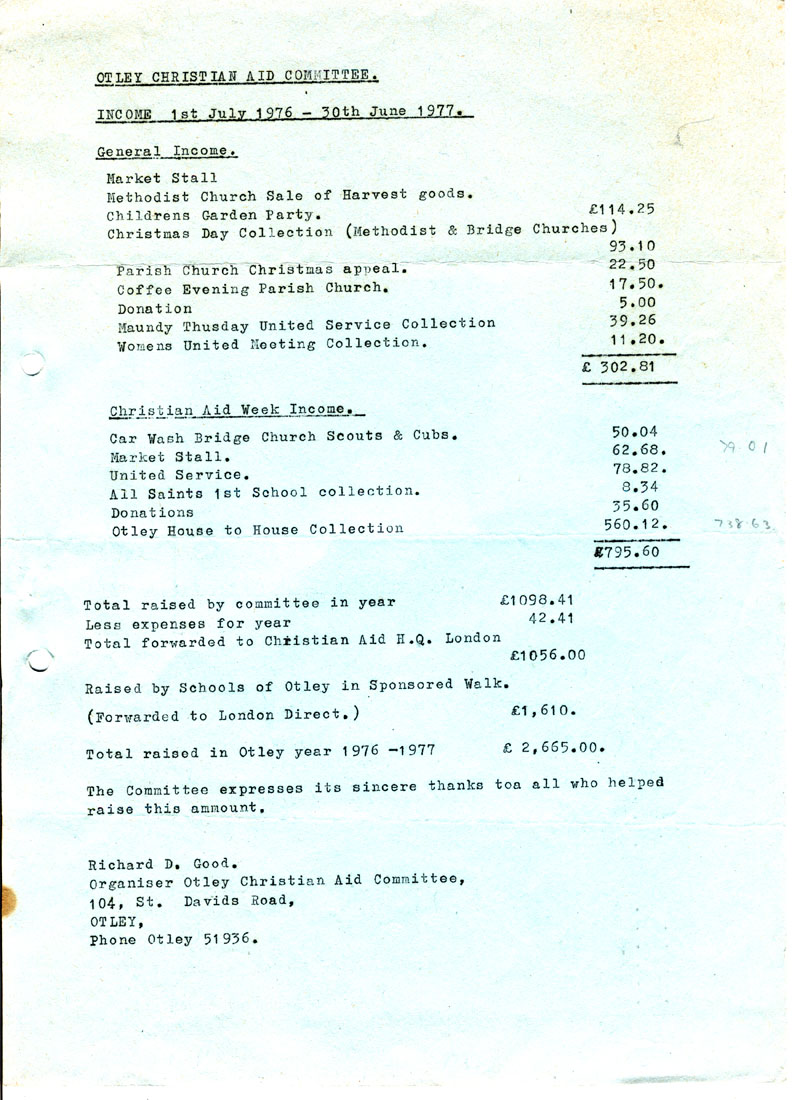 OTLEY CHRISTIAN AID COMMITTEE.
INCOME 1st July 1976 - 30th June 1977.
General Income.
Market Stall
Methodist Church Sale of Harvest goods.
Childrens Garden Party. £114.25
Christmas Day Collection (Methodist & Bridge Churches)
93.10
Parish Church Christmas appeal. 22.50
Coffee Evening Parish Church. 17.50.
Donation 5.00
Maundy Thusday United Service Collection 39.26
Womens United Meeting Collection. 11.20.
£ 302.81
Christian Aid Week Income.
Car Wash Bridge Church Scouts & Cubs. 50.04
Market Stall. 62.68. 79.01
United Service. 78.82.
All Saints 1st School collection. 8.34
Donations 35.60
Otley House to House Collection 560.12. 738.63
£795.60
Total raised by committee in year £1098.41
Less expenses for year 42.41
Total forwarded to Christian Aid H.Q. London
£1056.00
Raised by Schools of Otley in Sponsored Walk.
(Forwarded to London Direct.) £1,610.
Total raised in Otley year 1976 -1977 £ 2,665.00.
The Committee expresses its sincere thanks toa all who helped
raise this ammount.
Richard D. Good.
Organiser Otley Christian Aid Committee,
104, St. Davids Road,
OTLEY,
Phone Otley 51936.